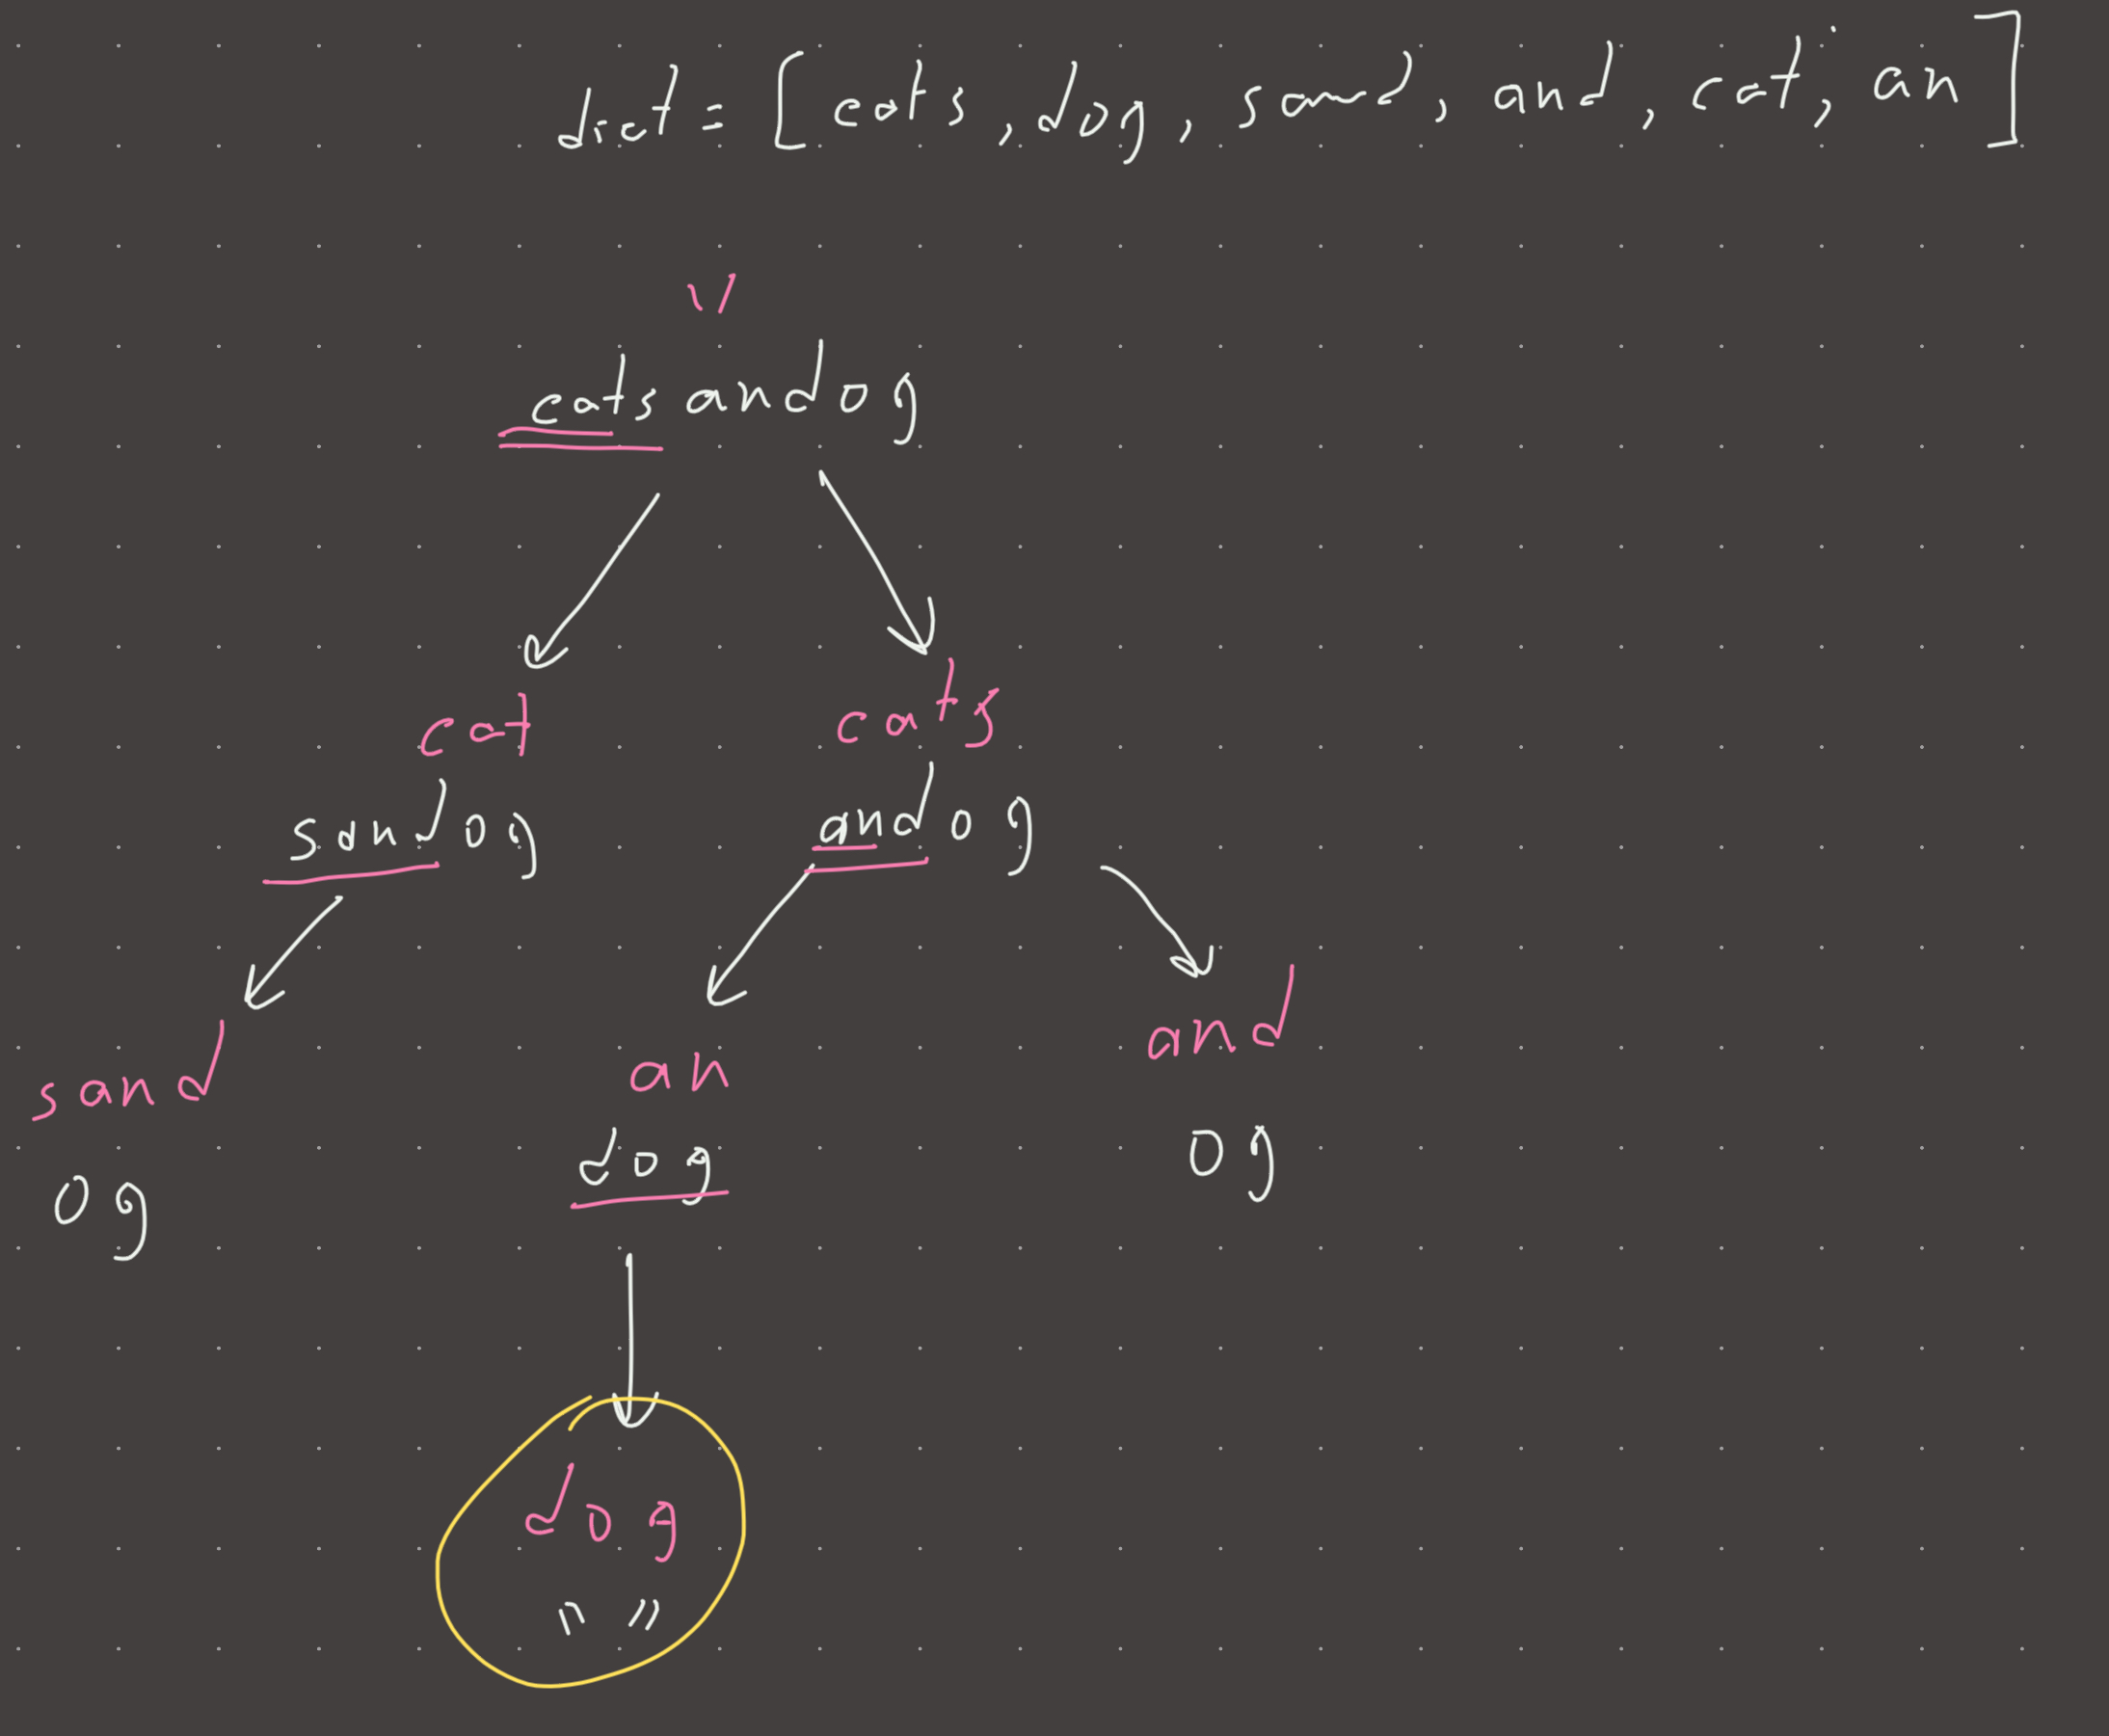 dict = [cats, dog, sand, and, cat, an]
''
catsandog
cat cats
sandog andog
sand an and
og dog og
dog
" "